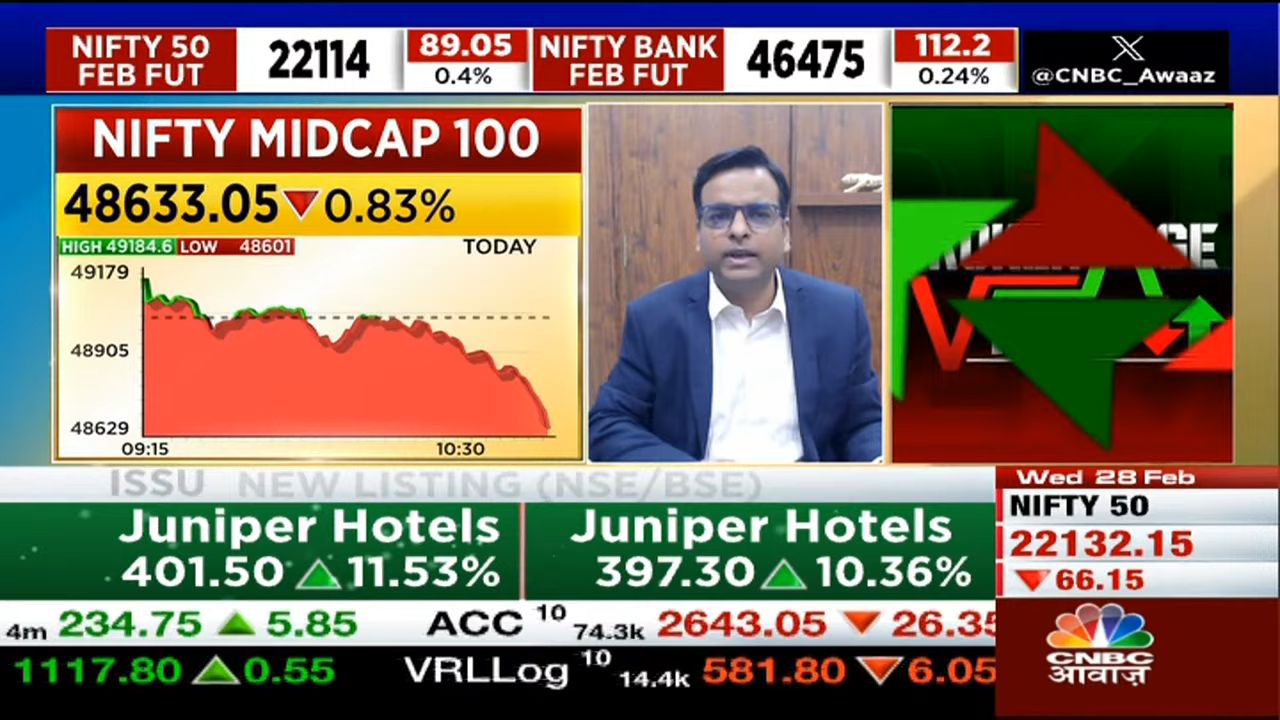 NIFTY 50
FEB FUT
22114
89.05
0.4%
NIFTY BANK
FEB FUT
46475
112.2
0.24%
X
@CNBC_Awaaz
NIFTY MIDCAP 100
48633.05 ▼ 0.83%
HIGH 49184.6 LOW 48601
TODAY
49179
48905
48629
09:15 10:30
ISSU NEW LISTING (NSE/BSE)
Juniper Hotels
401.50 ▲ 11.53%
Juniper Hotels
397.30 ▲ 10.36%
Wed 28 Feb
NIFTY 50
22132.15
▼ 66.15
4m 234.75 ▲ 5.85 ACC 10 74.3k 2643.05 ▼ 26.35
1117.80 ▲ 0.55 VRLLog 10 14.4k 581.80 ▼ 6.05
CNBC
आवाज़